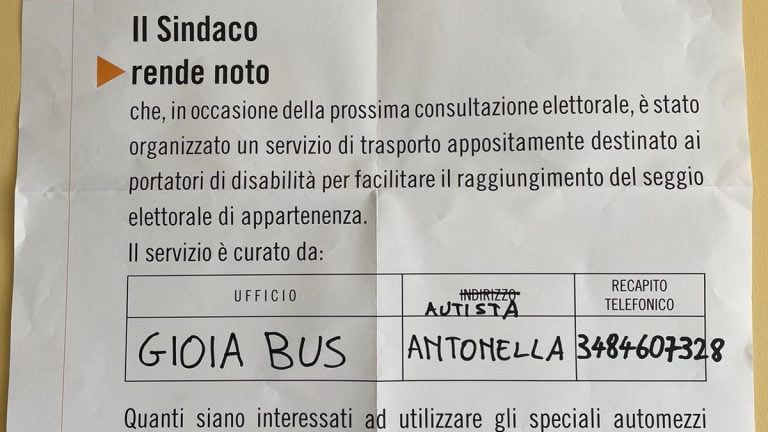 Il Sindaco
rende noto
che, in occasione della prossima consultazione elettorale, è stato
organizzato un servizio di trasporto appositamente destinato ai
portatori di disabilità per facilitare il raggiungimento del seggio
elettorale di appartenenza.
Il servizio è curato da:
UFFICIO INDIRIZZO RECAPITO
AUTISTA TELEFONICO
GIOIA BUS ANTONELLA 3484607328
Quanti siano interessati ad utilizzare gli speciali automezzi